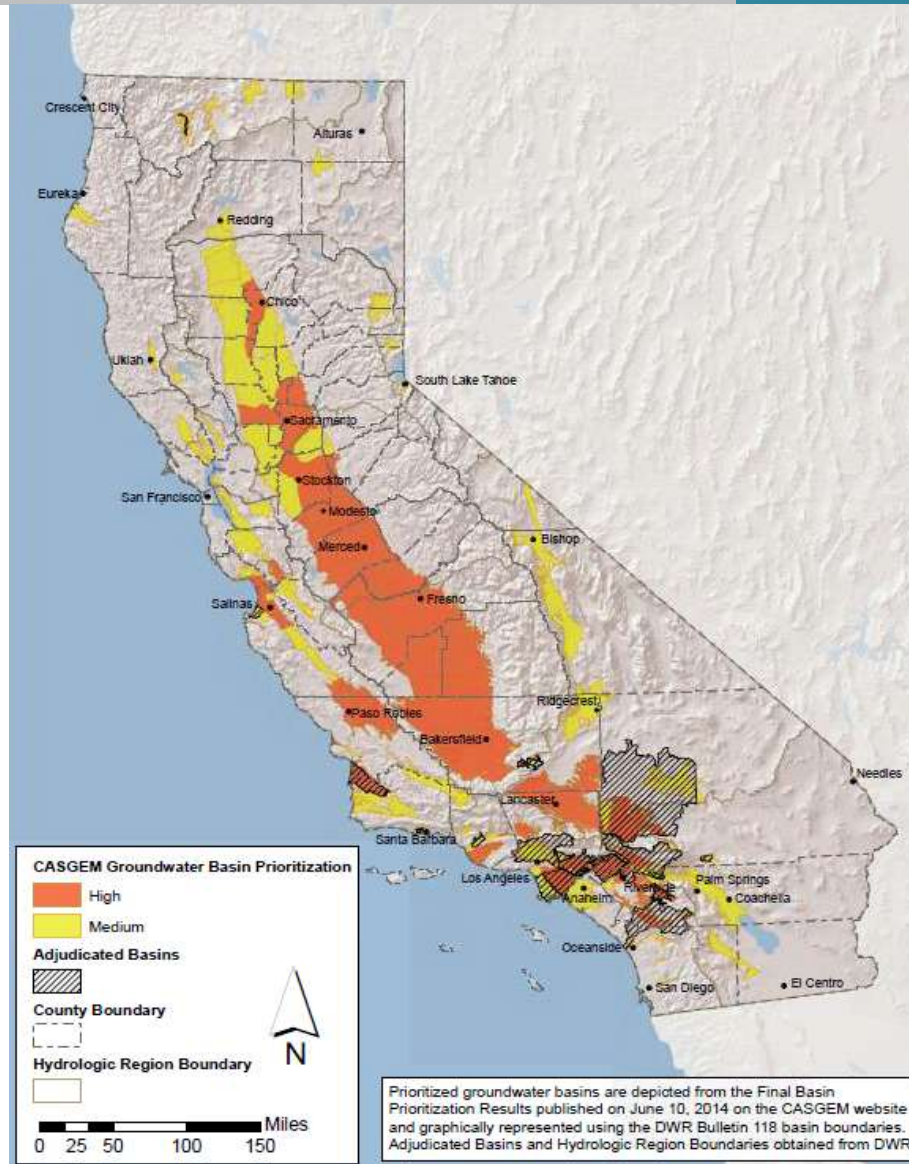 Crescent City
Alturas
Eureka
Redding
Chico
Ukiah
South Lake Tahoe
Sacramento
Stockton
San Francisco
Modesto
Bishop
Merced
Fresno
Salinas
Ridgecrest
Paso Robles
Bakersfield
Needles
Lancaster
Santa Barbara
Los Angeles
Riverside
Palm Springs
Anaheim
Coachella
Oceanside
San Diego
El Centro
CASGEM Groundwater Basin Prioritization
High
Medium
Adjudicated Basins
County Boundary
N
Hydrologic Region Boundary
Miles
0 25 50 100 150
Prioritized groundwater basins are depicted from the Final Basin
Prioritization Results published on June 10, 2014 on the CASGEM website
and graphically represented using the DWR Bulletin 118 basin boundaries.
Adjudicated Basins and Hydrologic Region Boundaries obtained from DWR